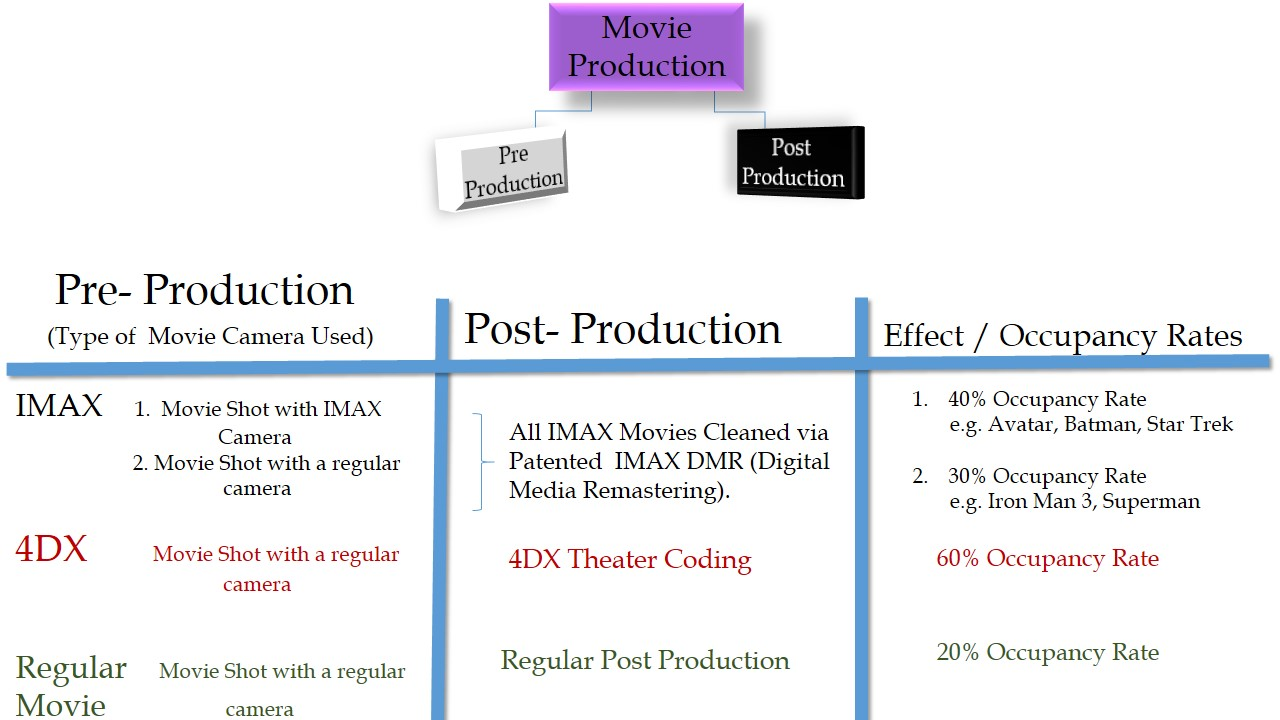 Movie
Production
Pre
Production
Post
Production
Pre- Production
(Type of  Movie Camera Used)
Post- Production
Effect / Occupancy Rates
IMAX
1.  Movie Shot with IMAX
Camera
2. Movie Shot with a regular
camera
All IMAX Movies Cleaned via
Patented  IMAX DMR (Digital
Media Remastering).
1.   40% Occupancy Rate
e.g. Avatar, Batman, Star Trek
2.   30% Occupancy Rate
e.g. Iron Man 3, Superman
4DX
Movie Shot with a regular
camera
4DX Theater Coding
60% Occupancy Rate
Regular
Movie
Movie Shot with a regular
camera
Regular Post Production
20% Occupancy Rate